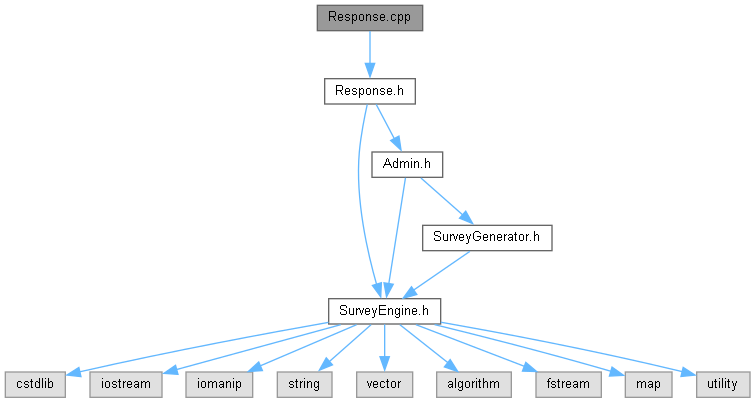 Response.cpp
Response.h
Admin.h
SurveyGenerator.h
SurveyEngine.h
cstdlib
iostream
iomanip
string
vector
algorithm
fstream
map
utility